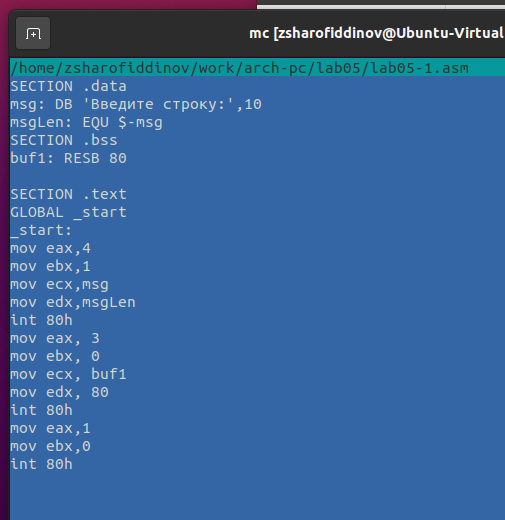 mc [zsharofiddinov@Ubuntu-Virtual
/home/zsharofiddinov/work/arch-pc/lab05/lab05-1.asm
SECTION .data
msg: DB 'Введите строку:',10
msgLen: EQU $-msg
SECTION .bss
buf1: RESB 80
SECTION .text
GLOBAL _start
_start:
mov eax,4
mov ebx,1
mov ecx,msg
mov edx,msgLen
int 80h
mov eax, 3
mov ebx, 0
mov ecx, buf1
mov edx, 80
int 80h
mov eax,1
mov ebx,0
int 80h